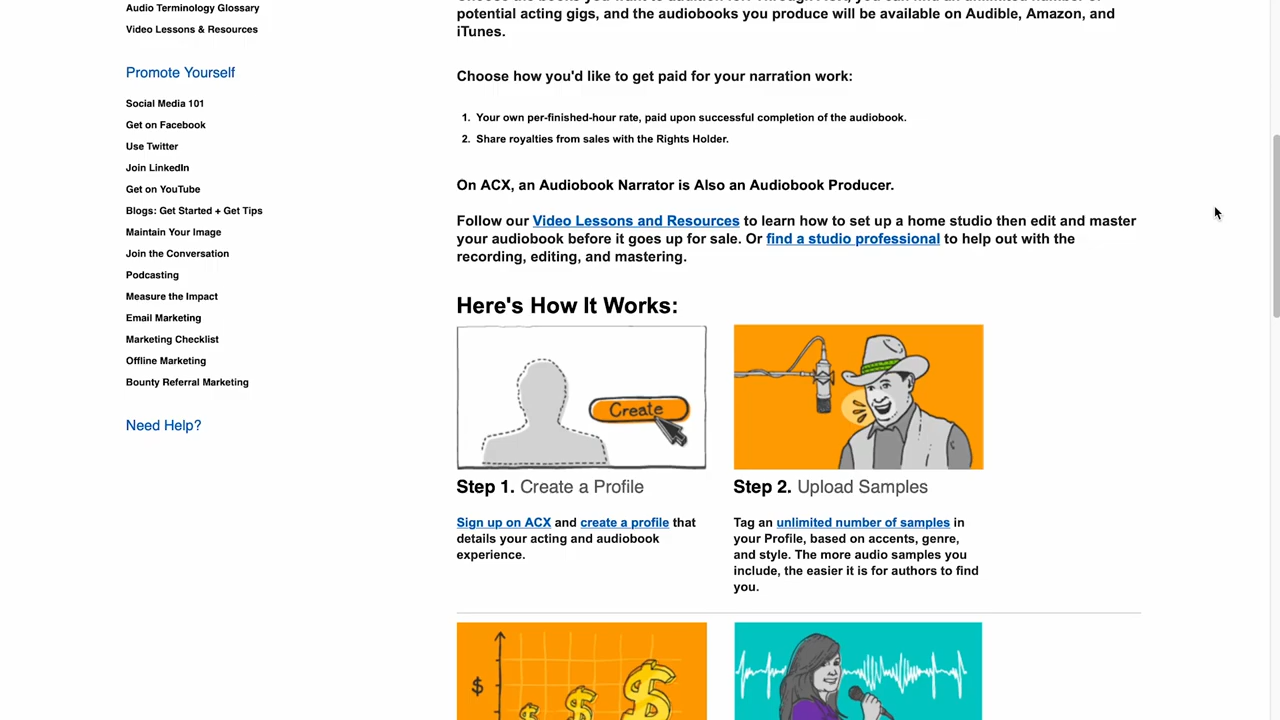 Audio Terminology Glossary
Video Lessons & Resources
Promote Yourself
Social Media 101
Get on Facebook
Use Twitter
Join LinkedIn
Get on YouTube
Blogs: Get Started + Get Tips
Maintain Your Image
Join the Conversation
Podcasting
Measure the Impact
Email Marketing
Marketing Checklist
Offline Marketing
Bounty Referral Marketing
Need Help?
potential acting gigs, and the audiobooks you produce will be available on Audible, Amazon, and
iTunes.
Choose how you'd like to get paid for your narration work:
1. Your own per-finished-hour rate, paid upon successful completion of the audiobook.
2. Share royalties from sales with the Rights Holder.
On ACX, an Audiobook Narrator is Also an Audiobook Producer.
Follow our Video Lessons and Resources to learn how to set up a home studio then edit and master
your audiobook before it goes up for sale. Or find a studio professional to help out with the
recording, editing, and mastering.
Here's How It Works:
Create
Step 1. Create a Profile
Sign up on ACX and create a profile that
details your acting and audiobook
experience.
Step 2. Upload Samples
Tag an unlimited number of samples in
your Profile, based on accents, genre,
and style. The more audio samples you
include, the easier it is for authors to find
you.
$
$ $ $